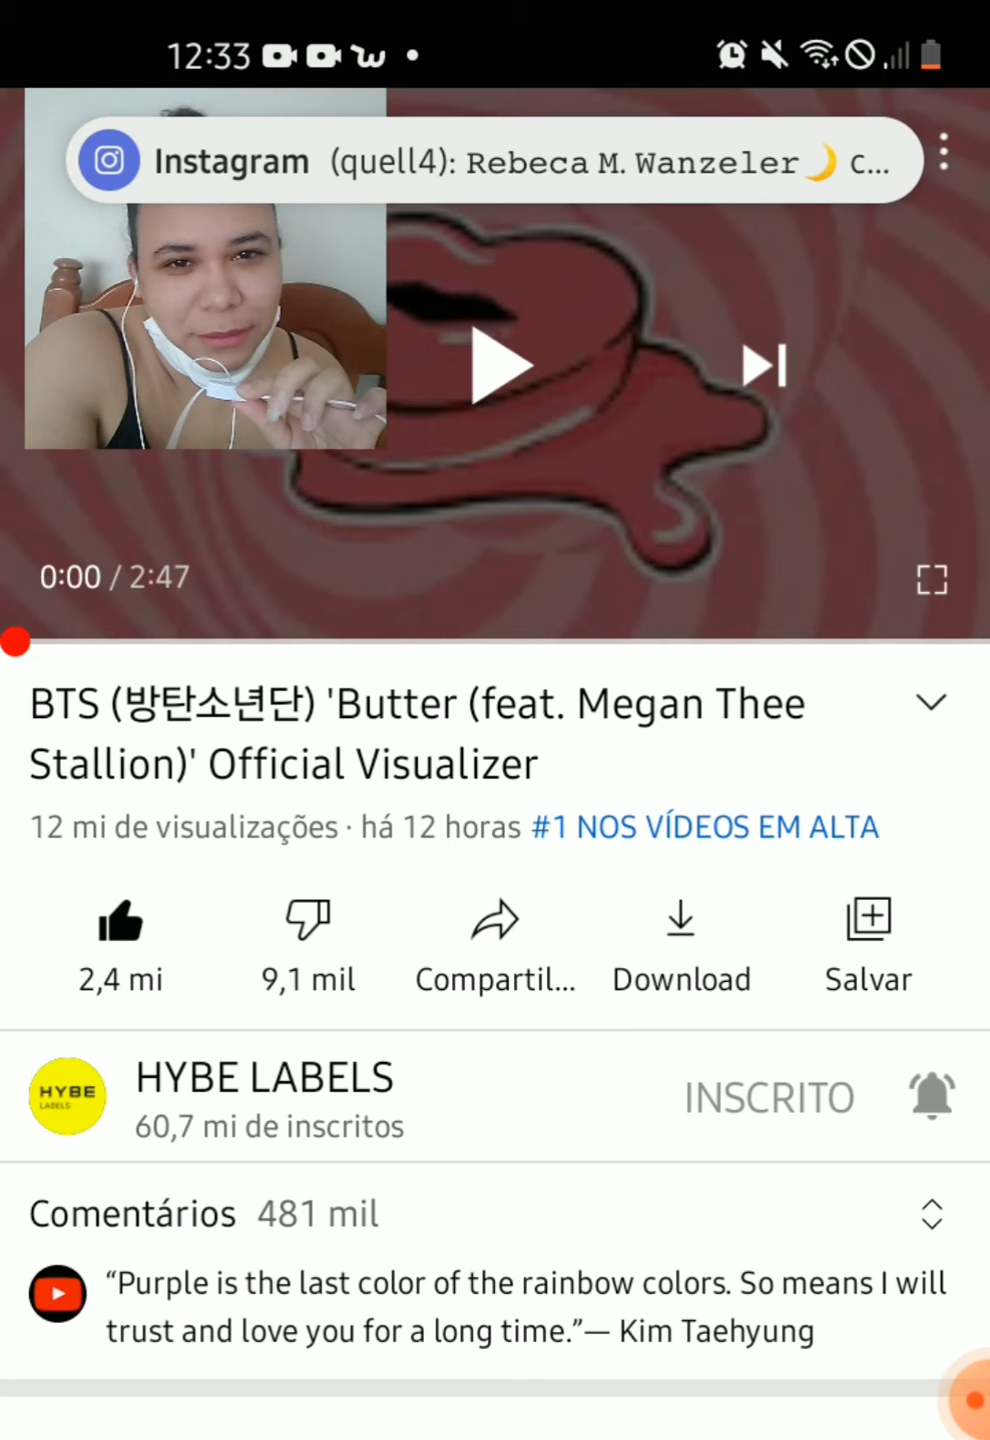 12:33
Instagram (quell4): Rebeca M. Wanzeler🌙 c...
0:00 / 2:47
BTS (방탄소년단) 'Butter (feat. Megan Thee
Stallion)' Official Visualizer
12 mi de visualizações · há 12 horas #1 NOS VÍDEOS EM ALTA
2,4 mi 9,1 mil Compartil... Download Salvar
HYBE LABELS
HYBE LABELS
60,7 mi de inscritos
INSCRITO
Comentários 481 mil
“Purple is the last color of the rainbow colors. So means I will
trust and love you for a long time.”— Kim Taehyung